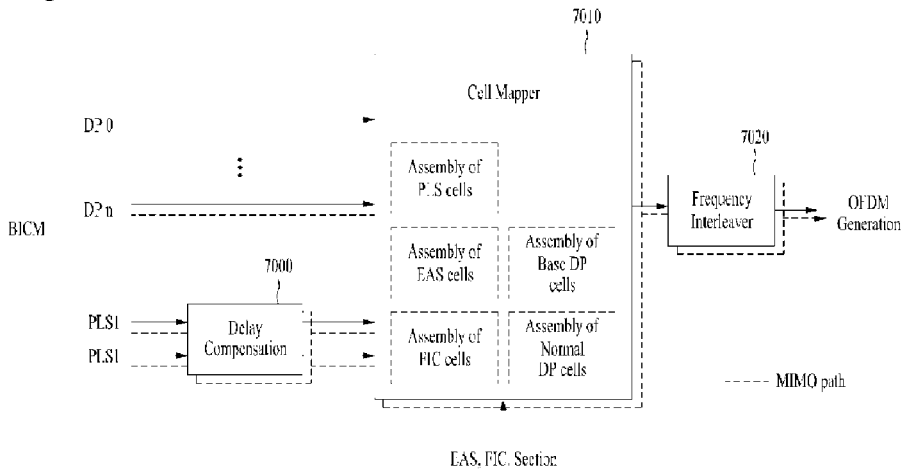 7010
Cell Mapper
DP 0
7020
Assembly of
PLS cells
DP n
Frequency
Interleaver
OFDM
Generation
BICM
Assembly of
EAS cells
Assembly of
Base DP
cells
7000
PLS1
Delay
Compensation
PLS1
Assembly of
FIC cells
Assembly of
Normal
DP cells
MIMO path
EAS, FIC, Section